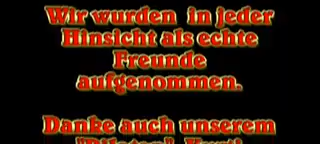 Wir wurden in jeder
Hinsicht als echte
Freunde
aufgenommen.
Danke auch unserem